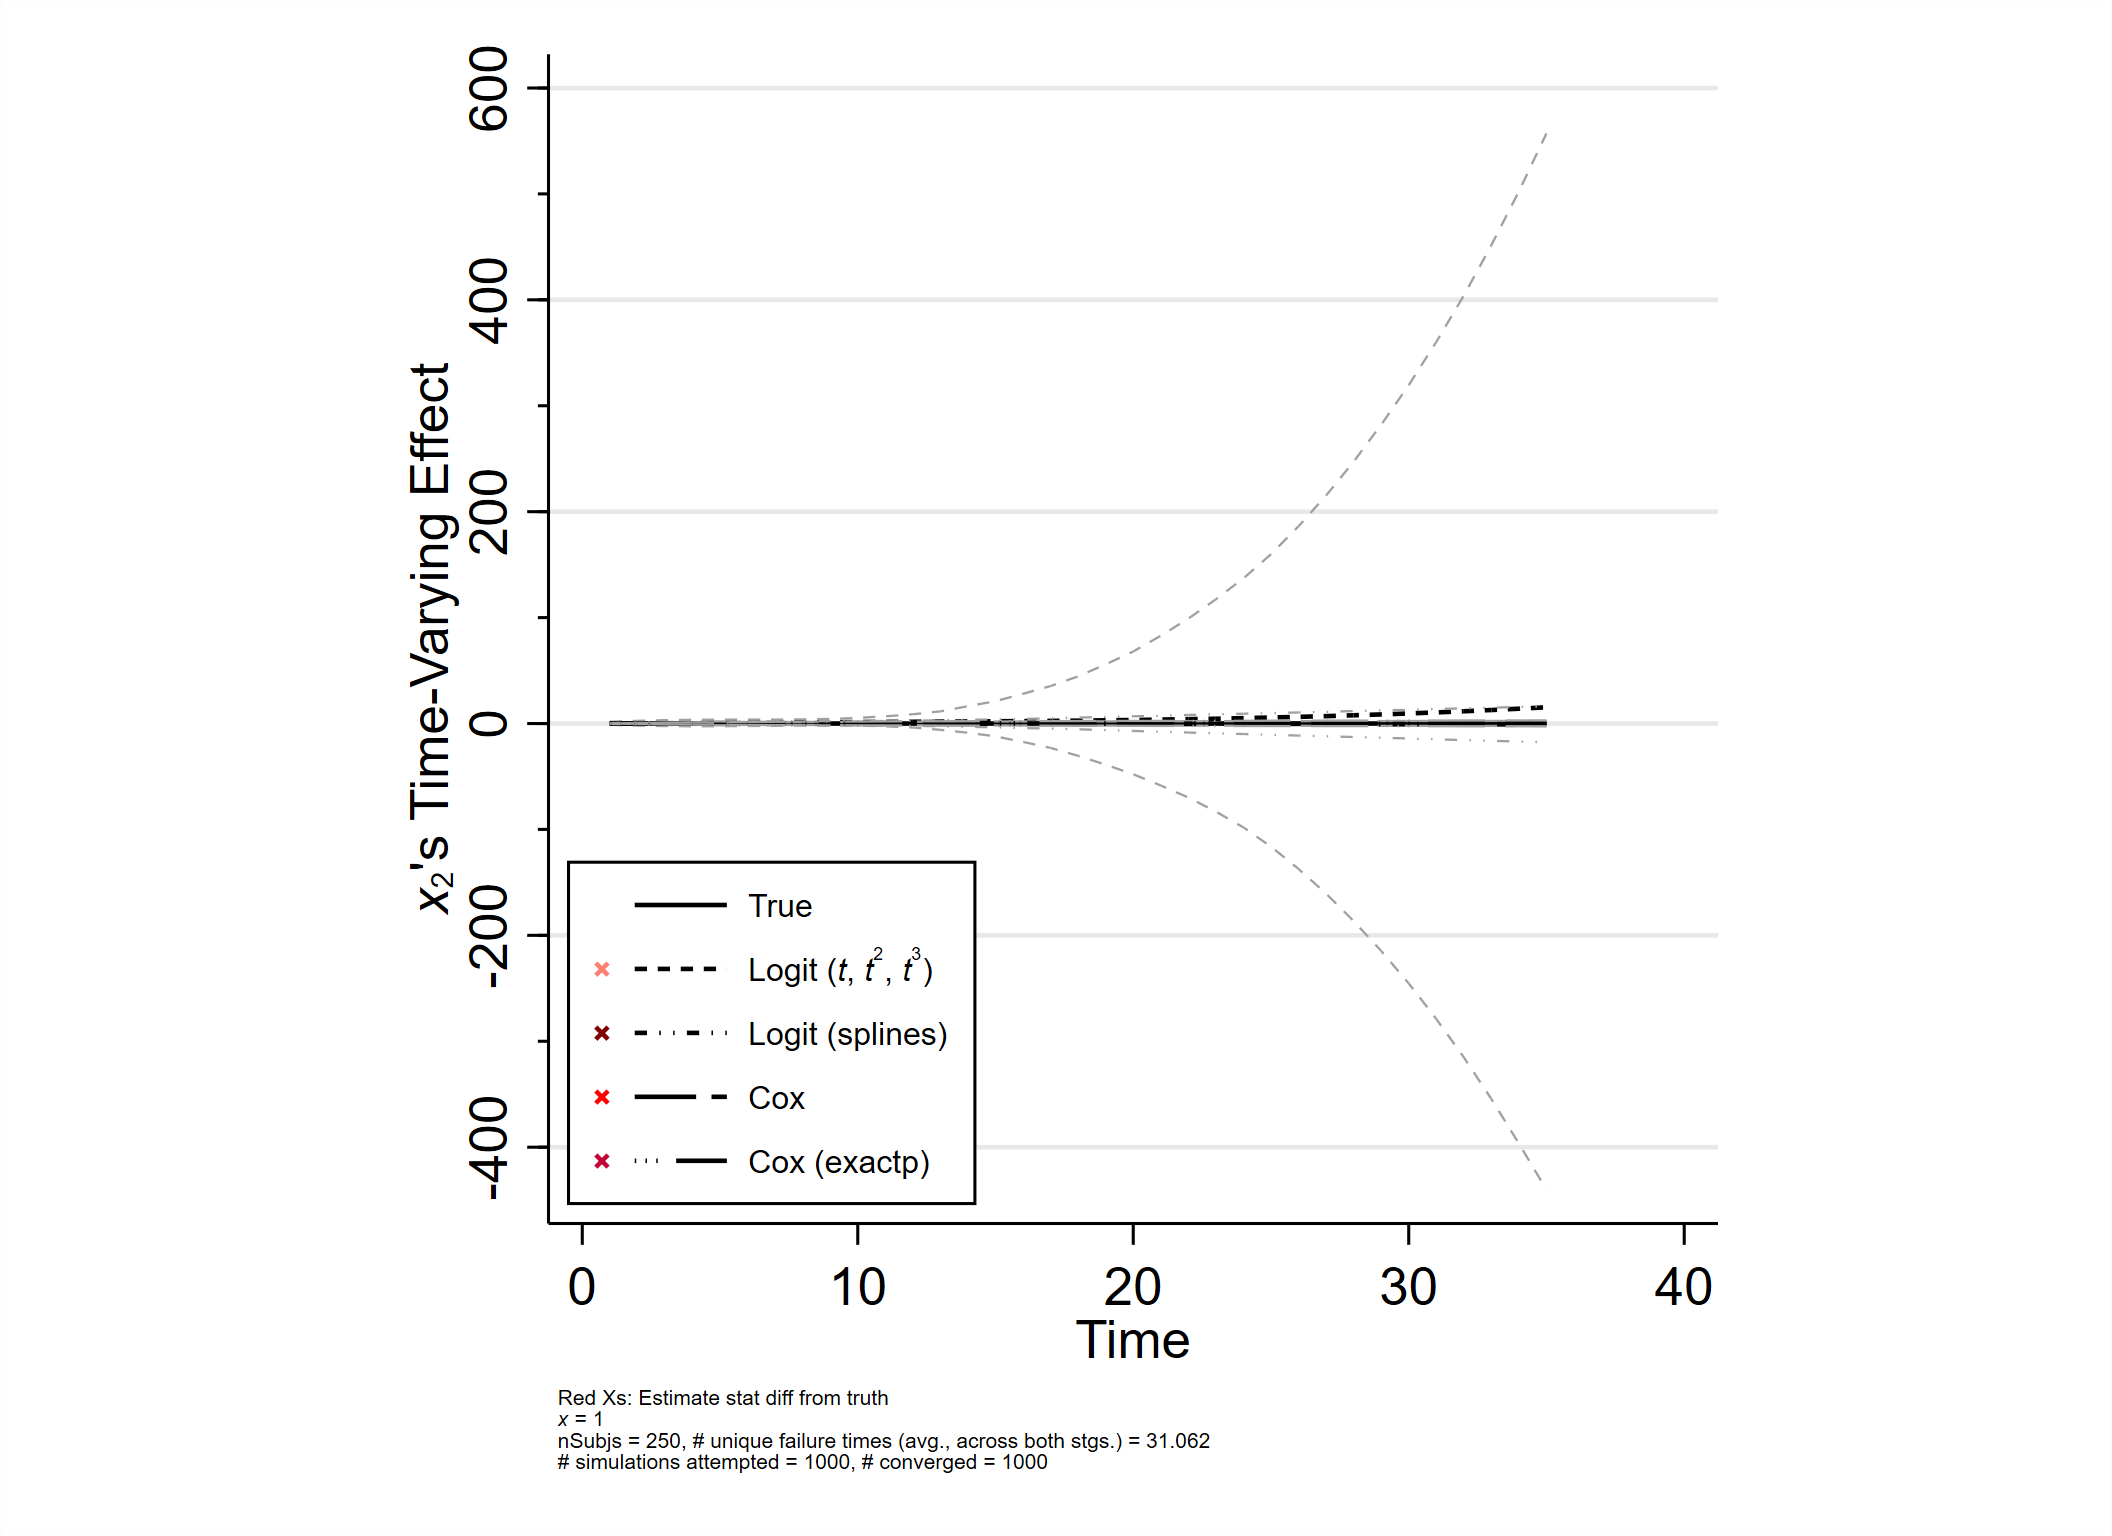 600
400
200
0
-200
-400
x₂'s Time-Varying Effect
True
Logit (t, t², t³)
Logit (splines)
Cox
Cox (exactp)
0 10 20 30 40
Time
Red Xs: Estimate stat diff from truth
x = 1
nSubjs = 250, # unique failure times (avg., across both stgs.) = 31.062
# simulations attempted = 1000, # converged = 1000